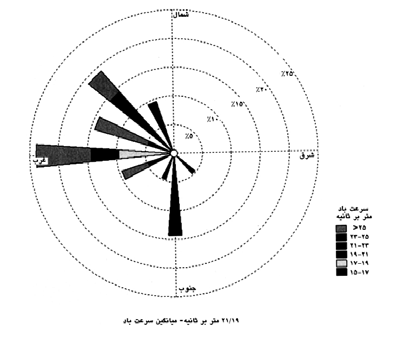 شمال
٪۲۵
٪۲۰
٪۱۵
٪۱۰
٪۵
غرب
شرق
جنوب
سرعت باد
متر بر ثانیه
>۲۵
۲۳-۲۵
۲۱-۲۳
۱۹-۲۱
۱۷-۱۹
۱۵-۱۷
۲۱/۱۹ متر بر ثانیه- میانگین سرعت باد